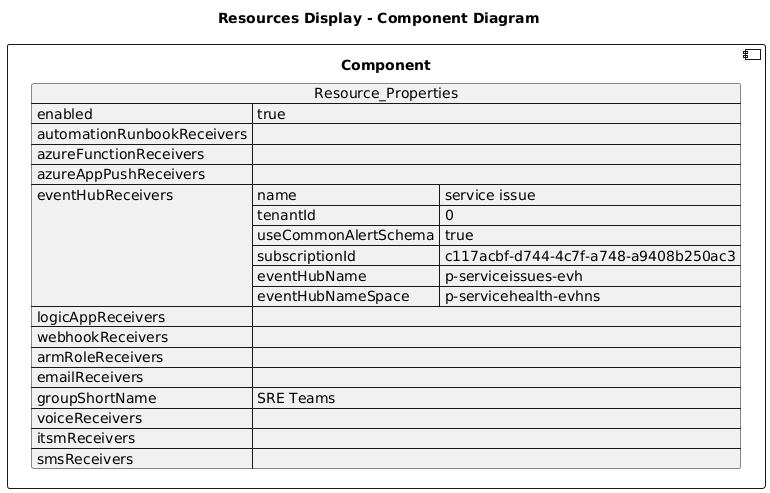 Resources Display - Component Diagram
Component
Resource_Properties
enabled true
automationRunbookReceivers
azureFunctionReceivers
azureAppPushReceivers
eventHubReceivers name service issue
tenantId 0
useCommonAlertSchema true
subscriptionId c117acbf-d744-4c7f-a748-a9408b250ac3
eventHubName p-serviceissues-evh
eventHubNameSpace p-servicehealth-evhns
logicAppReceivers
webhookReceivers
armRoleReceivers
emailReceivers
groupShortName SRE Teams
voiceReceivers
itsmReceivers
smsReceivers